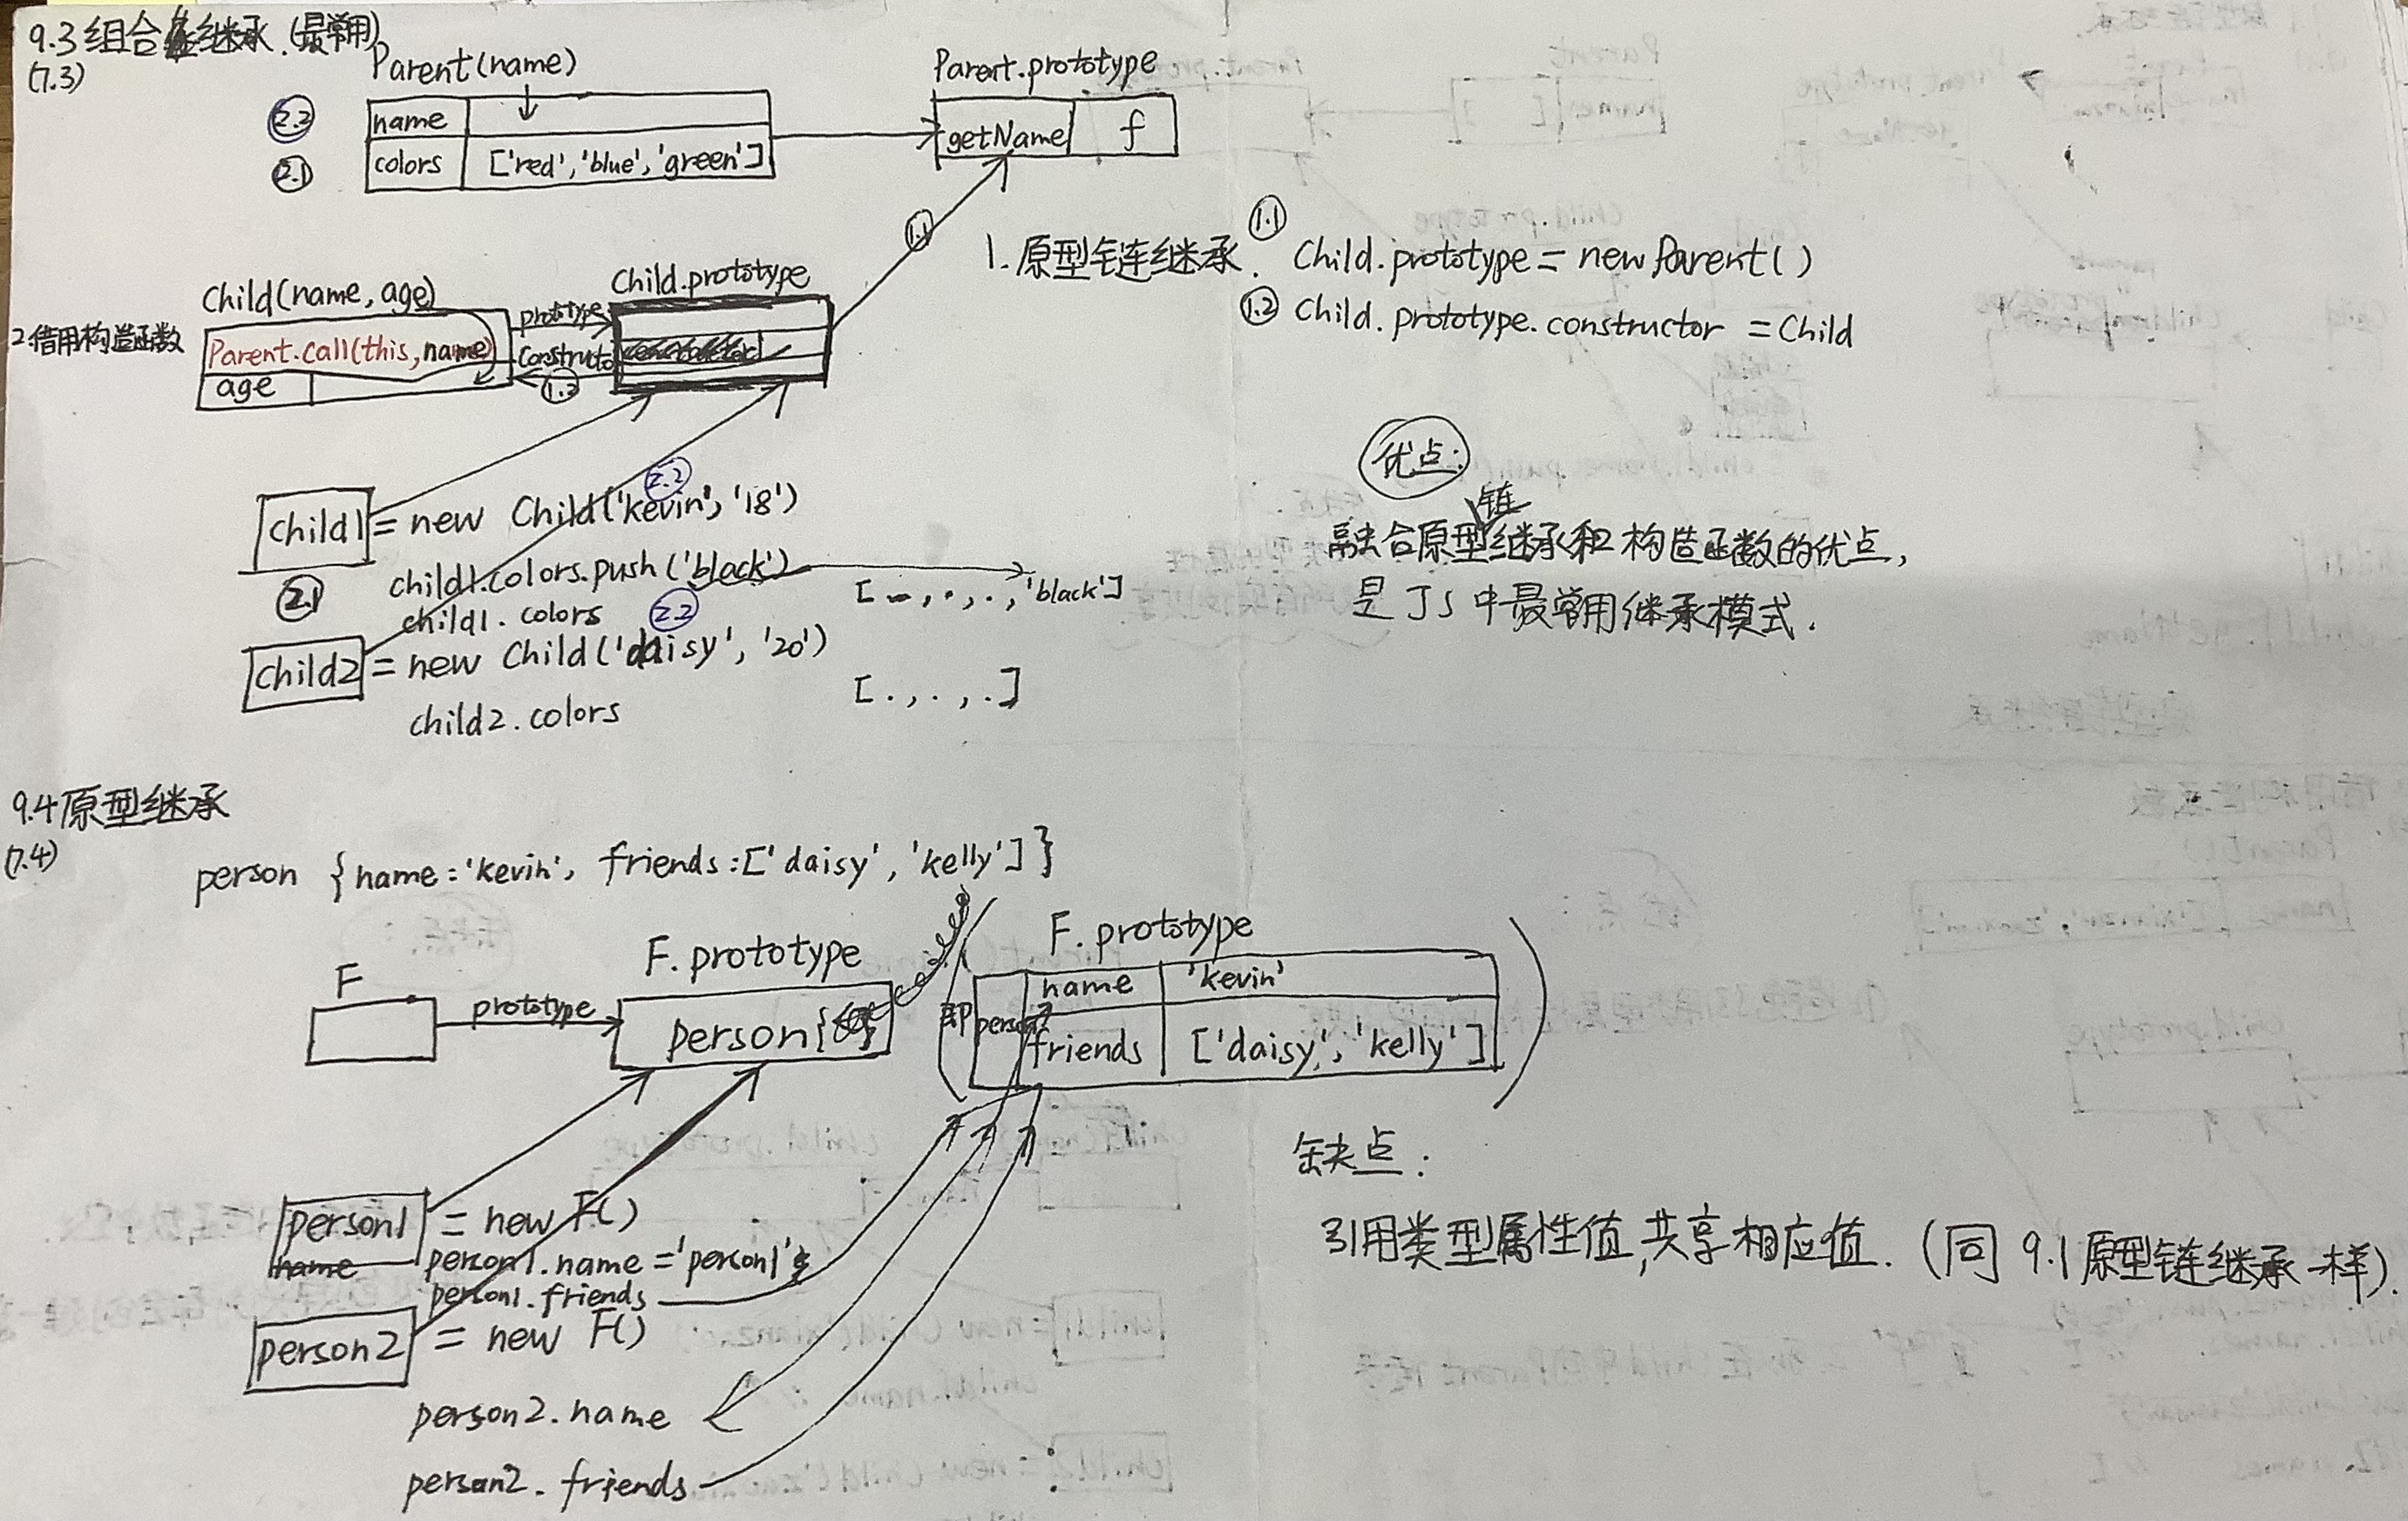 9.3 组合继承.(最常用)
(7.3)
Parent(name)
Parent.prototype
2.2
name
2.1
colors
['red','blue','green']
getName
f
1.1
1.原型链继承.
1.1
Child.prototype = new Parent()
1.2
Child.prototype.constructor = Child
Child(name, age)
Child.prototype
2.借用构造函数
Parent.call(this,name)
age
prototype
constructo
1.2
优点:
融合原型链继承和构造函数的优点,
是JS中最常用继承模式.
2.2
child1 = new Child('kevin', '18')
2.1
child1.colors.push('black')
child1.colors
['black']
2.2
child2 = new Child('daisy', '20')
child2.colors
[. , . , .]
9.4 原型继承
(7.4)
person {name:'kevin', friends:['daisy','kelly']}
F
prototype
F.prototype
person{}
(即
F.prototype
person
name
'kevin'
friends
['daisy','kelly']
)
person1 = new F()
person1.name = 'person1'
person1.friends
person2 = new F()
person2.name
person2.friends
缺点:
引用类型属性值,共享相应值.(同9.1原型链继承一样).